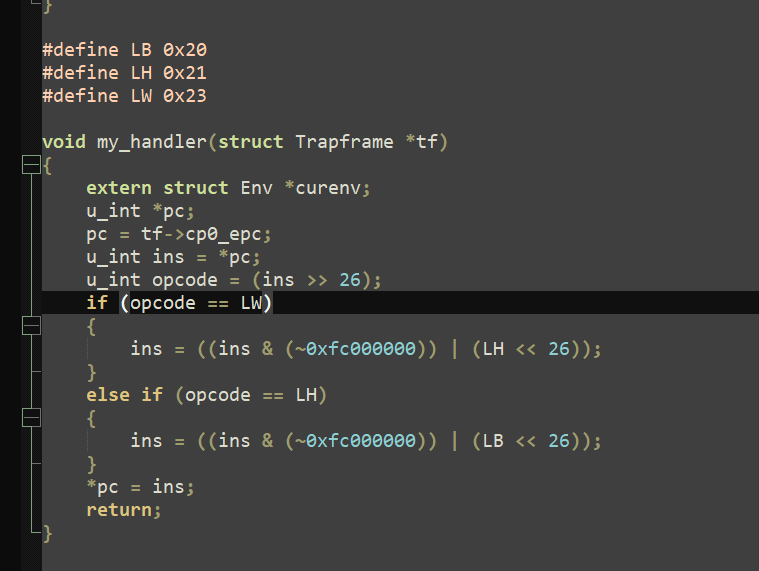 }
#define LB 0x20
#define LH 0x21
#define LW 0x23
void my_handler(struct Trapframe *tf)
{
    extern struct Env *curenv;
    u_int *pc;
    pc = tf->cp0_epc;
    u_int ins = *pc;
    u_int opcode = (ins >> 26);
    if (opcode == LW)
    {
        ins = ((ins & (~0xfc000000)) | (LH << 26));
    }
    else if (opcode == LH)
    {
        ins = ((ins & (~0xfc000000)) | (LB << 26));
    }
    *pc = ins;
    return;
}